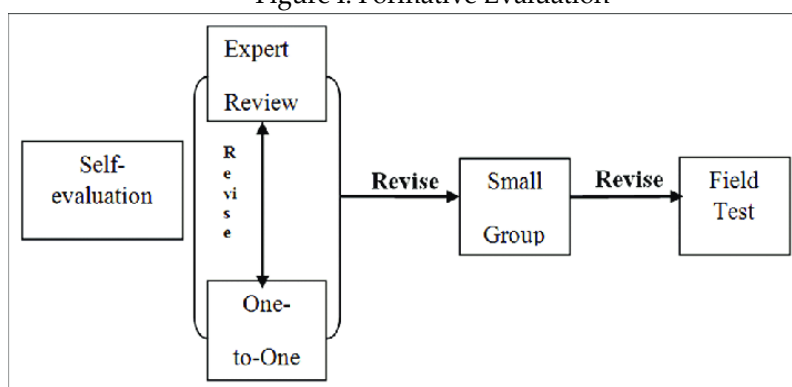 Figure 1. Formative Evaluation
Expert
Review
Self-
evaluation
R
e
vi
s
e
Revise
Small
Group
Revise
Field
Test
One-
to-One